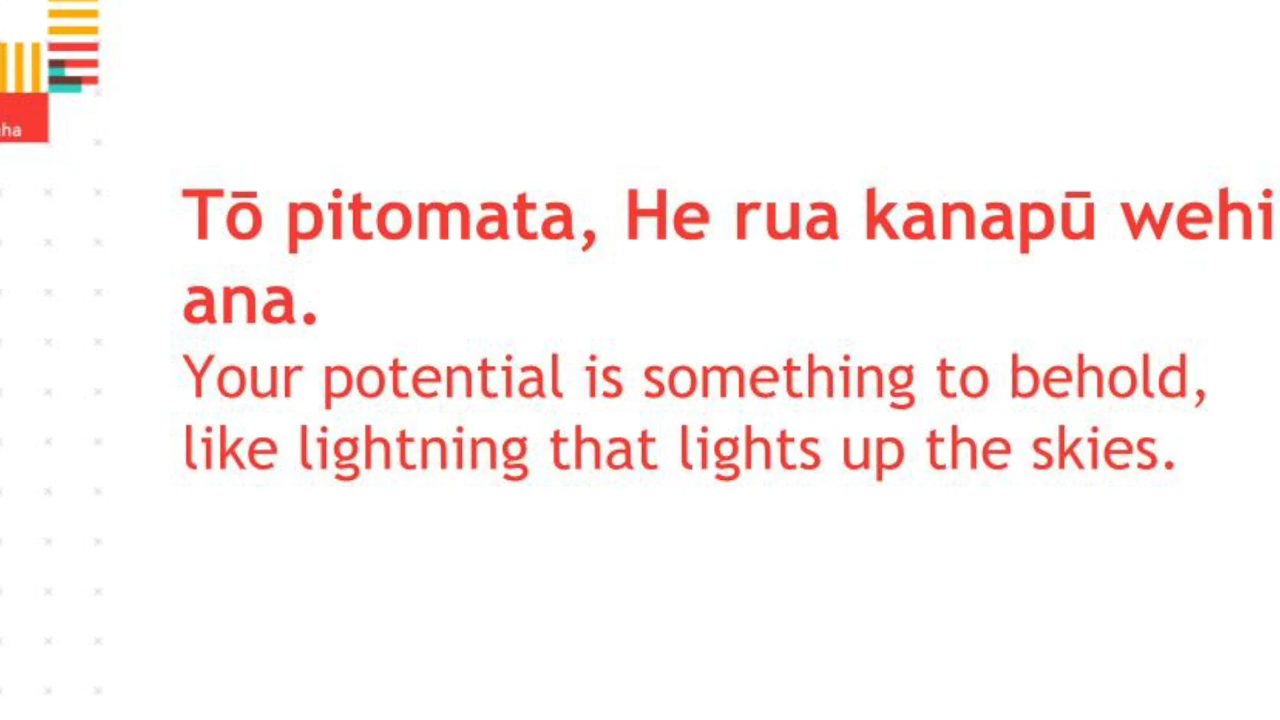 Tō pitomata, He rua kanapū wehi
ana.
Your potential is something to behold,
like lightning that lights up the skies.